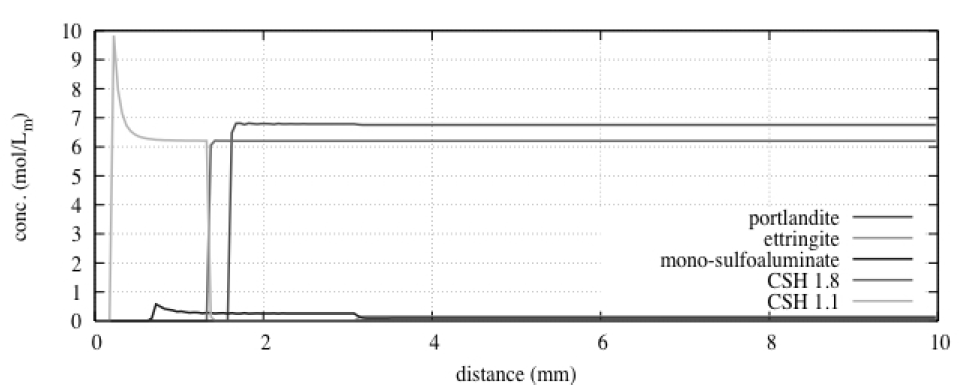 10
9
8
7
6
5
4
3
2
1
0
conc. (mol/Lm)
portlandite
ettringite
mono-sulfoaluminate
CSH 1.8
CSH 1.1
0 2 4 6 8 10
distance (mm)